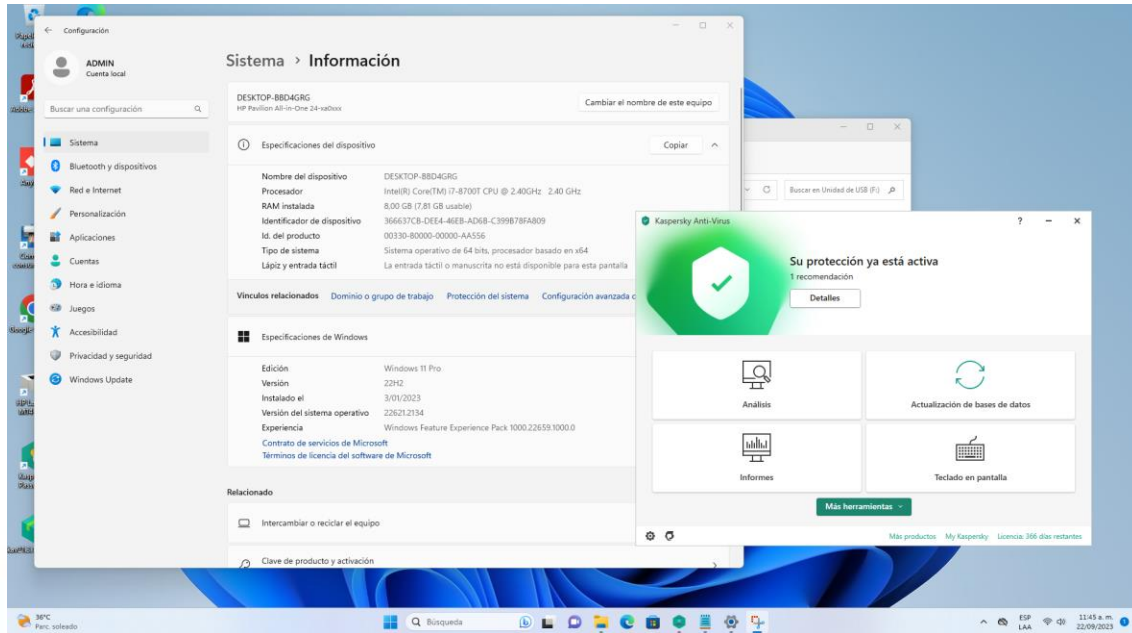 Configuración
ADMIN
Cuenta local
Buscar una configuración
Sistema
Bluetooth y dispositivos
Red e Internet
Personalización
Aplicaciones
Cuentas
Hora e idioma
Juegos
Accesibilidad
Privacidad y seguridad
Windows Update
Sistema > Información
DESKTOP-BBD4GRG
HP Pavilion All-in-One 24-xa0xxx
Cambiar el nombre de este equipo
Especificaciones del dispositivo
Copiar
Nombre del dispositivo DESKTOP-BBD4GRG
Procesador Intel(R) Core(TM) i7-8700T CPU @ 2.40GHz 2.40 GHz
RAM instalada 8,00 GB (7,81 GB usable)
Identificador de dispositivo 366637CB-DEE4-46EB-AD6B-C399B78FA809
Id. del producto 00330-80000-00000-AA556
Tipo de sistema Sistema operativo de 64 bits, procesador basado en x64
Lápiz y entrada táctil La entrada táctil o manuscrita no está disponible para esta pantalla
Vínculos relacionados Dominio o grupo de trabajo Protección del sistema Configuración avanzada
Especificaciones de Windows
Edición Windows 11 Pro
Versión 22H2
Instalado el 3/01/2023
Versión del sistema operativo 22621.2134
Experiencia Windows Feature Experience Pack 1000.22659.1000.0
Contrato de servicios de Microsoft
Términos de licencia del software de Microsoft
Relacionado
Intercambiar o reciclar el equipo
Clave de producto y activación
Buscar en Unidad de USB (F:)
Kaspersky Anti-Virus
Su protección ya está activa
1 recomendación
Detalles
Análisis
Actualización de bases de datos
Informes
Teclado en pantalla
Más herramientas
Más productos My Kaspersky Licencia: 366 días restantes
36°C
Parc. soleado
Búsqueda
ESP
LAA
11:45 a. m.
22/09/2023